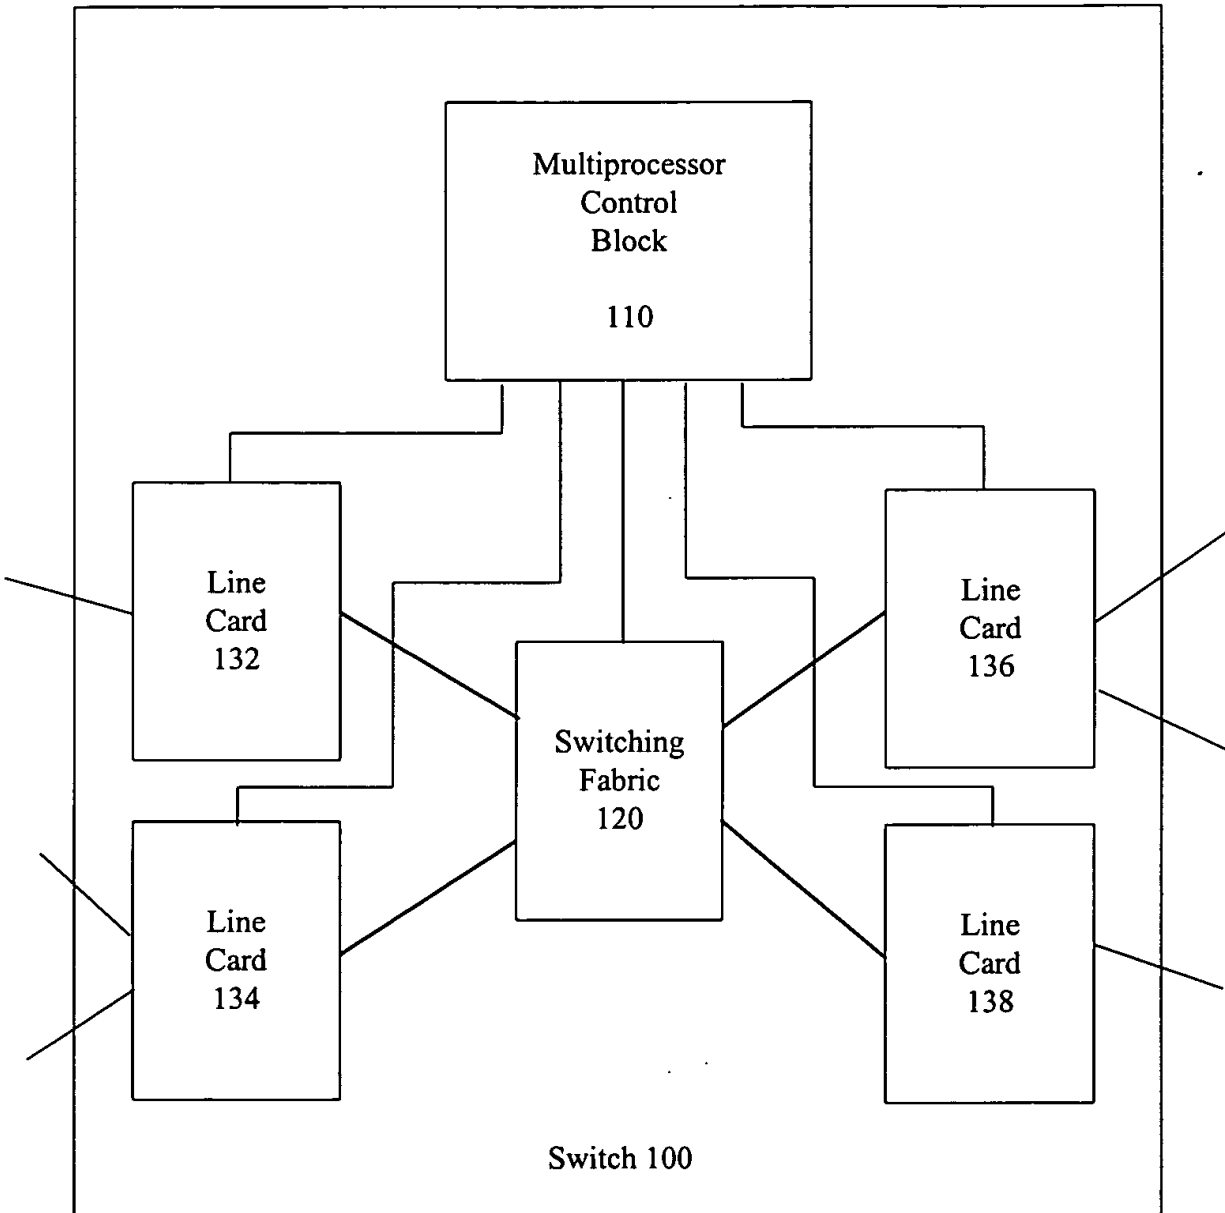 Multiprocessor
Control
Block
110
Line
Card
132
Line
Card
136
Switching
Fabric
120
Line
Card
134
Line
Card
138
Switch 100